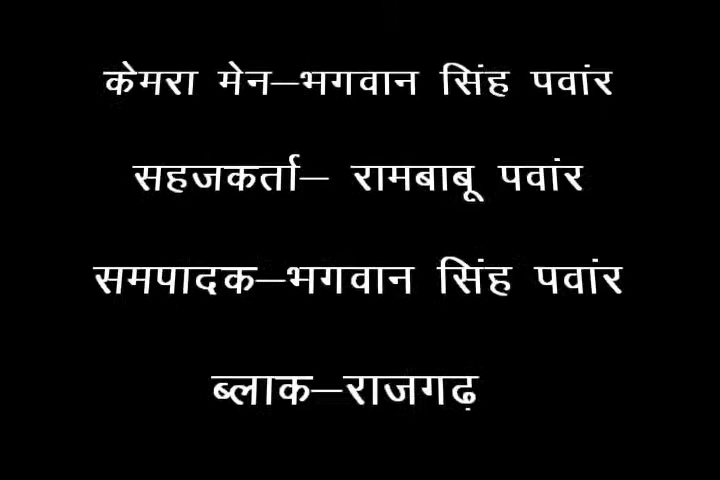 केमरा मेन–भगवान सिंह पवांर
सहजकर्ता– रामबाबू पवांर
समपादक–भगवान सिंह पवांर
ब्लाक–राजगढ़